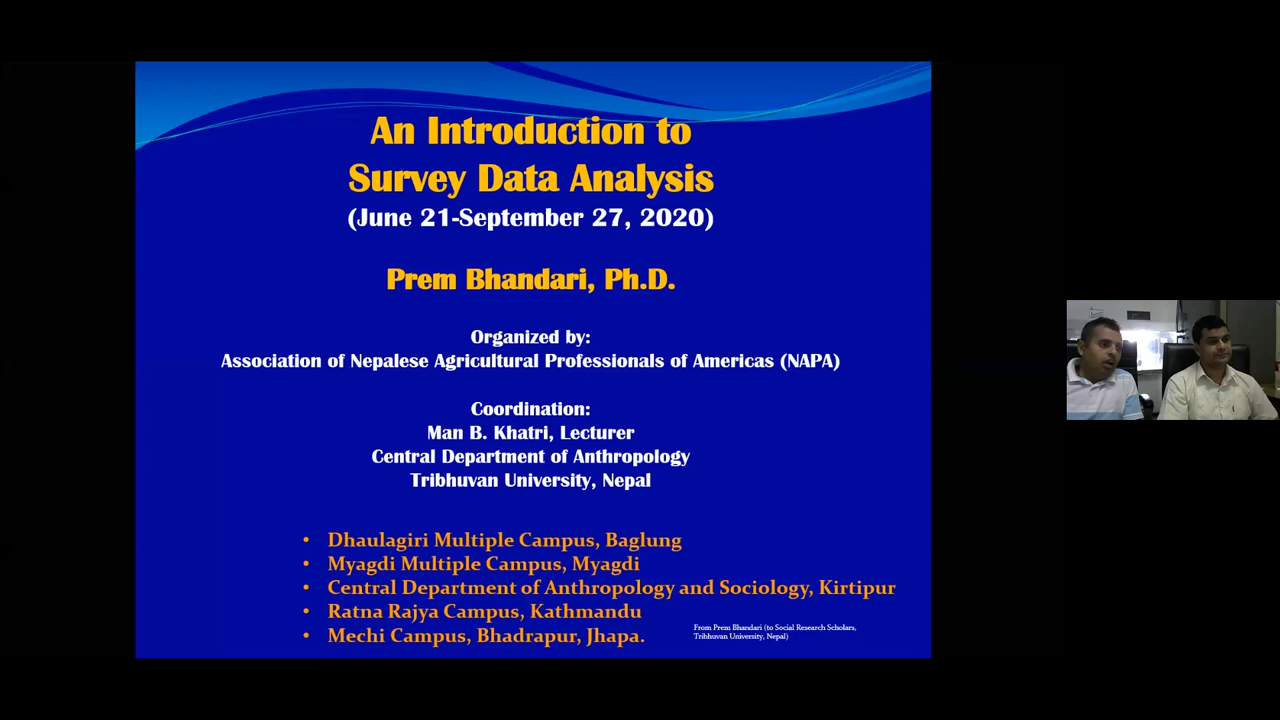 An Introduction to
Survey Data Analysis
(June 21-September 27, 2020)
Prem Bhandari, Ph.D.
Organized by:
Association of Nepalese Agricultural Professionals of Americas (NAPA)
Coordination:
Man B. Khatri, Lecturer
Central Department of Anthropology
Tribhuvan University, Nepal
• Dhaulagiri Multiple Campus, Baglung
• Myagdi Multiple Campus, Myagdi
• Central Department of Anthropology and Sociology, Kirtipur
• Ratna Rajya Campus, Kathmandu
• Mechi Campus, Bhadrapur, Jhapa.
From Prem Bhandari (to Social Research Scholars,
Tribhuvan University, Nepal)